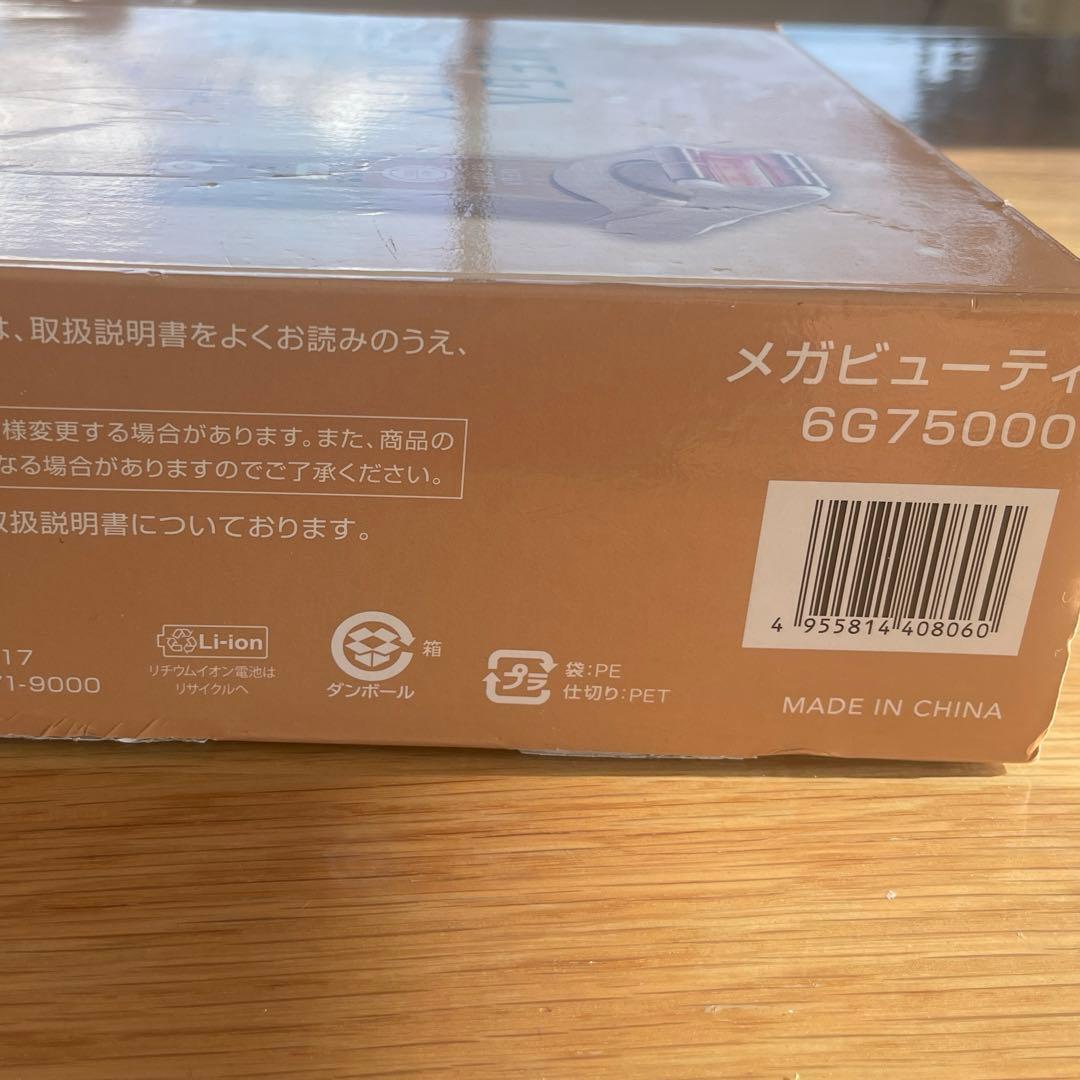 は、取扱説明書をよくお読みのうえ、
様変更する場合があります。また、商品の
なる場合がありますのでご了承ください。
取扱説明書についております。
17
71-9000
Li-ion
リチウムイオン電池は
リサイクルへ
箱
ダンボール
プラ
袋:PE
仕切り:PET
メガビューティ
6G75000
4 955814 408060
MADE IN CHINA